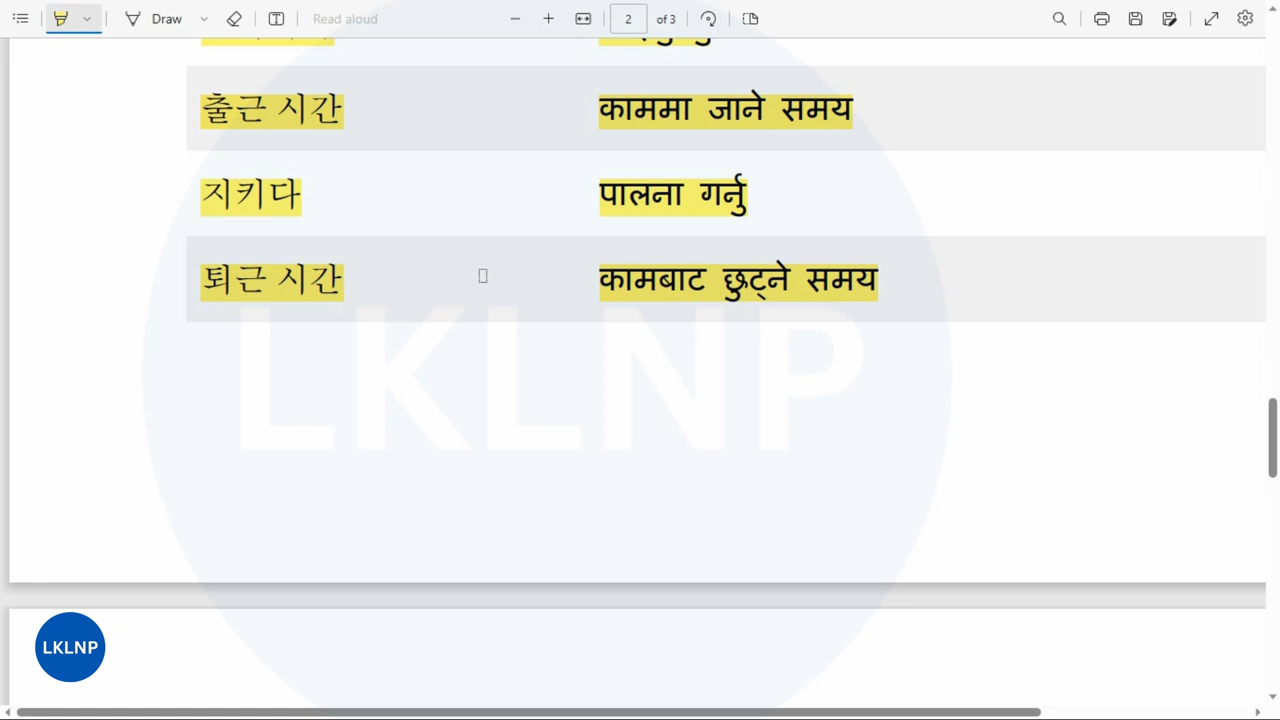 Draw
Read aloud
2 of 3
출근 시간 काममा जाने समय
지키다 पालना गर्नु
퇴근 시간 कामबाट छुट्ने समय
LKLNP
LKLNP